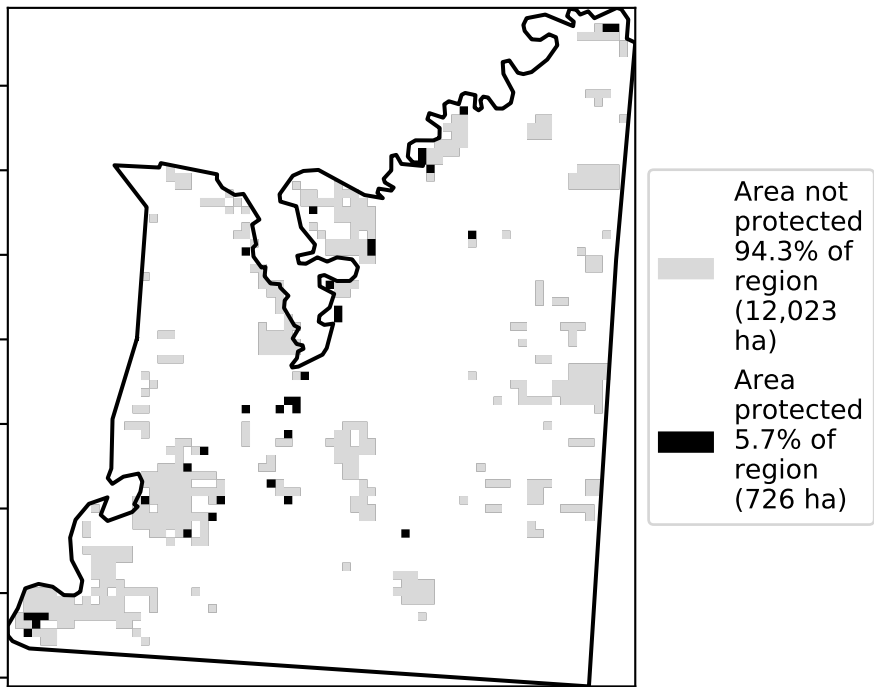 Area not
protected
94.3% of
region
(12,023
ha)
Area
protected
5.7% of
region
(726 ha)